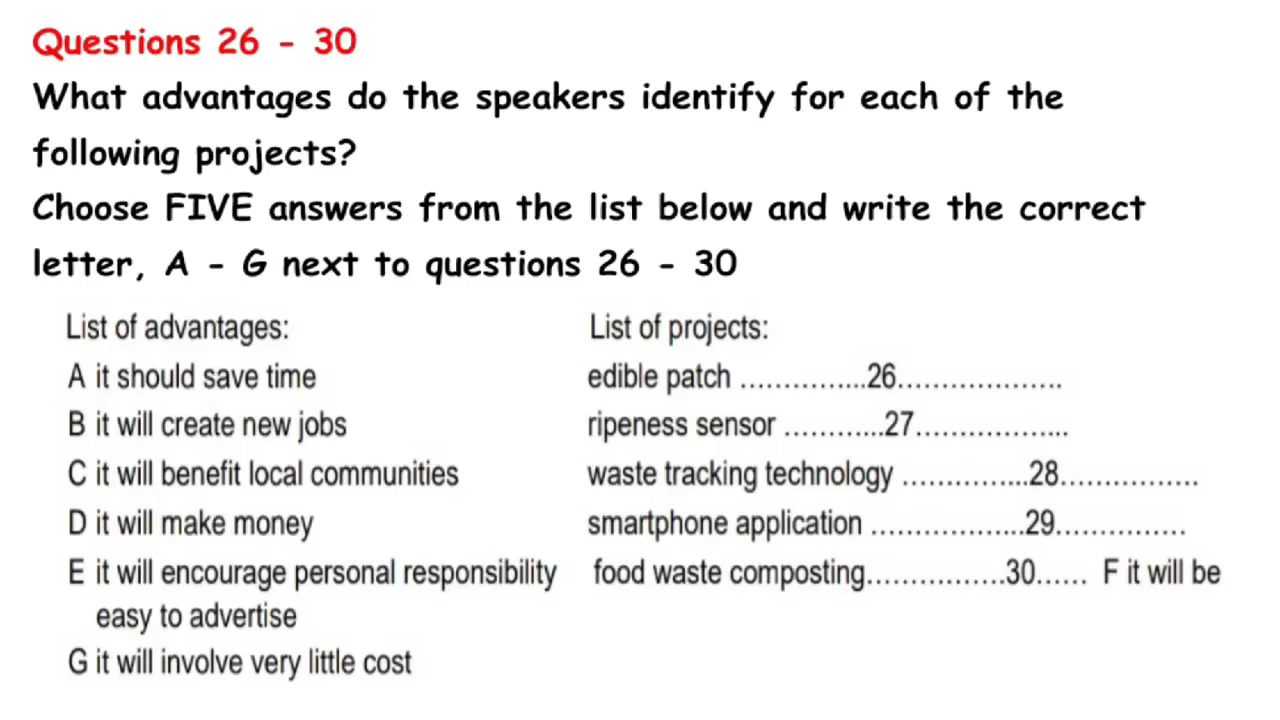 Questions 26 - 30
What advantages do the speakers identify for each of the
following projects?
Choose FIVE answers from the list below and write the correct
letter, A - G next to questions 26 - 30
List of advantages: List of projects:
A it should save time edible patch ...............26...................
B it will create new jobs ripeness sensor ...........27..................
C it will benefit local communities waste tracking technology ...............28................
D it will make money smartphone application ..................29..............
E it will encourage personal responsibility food waste composting.................30...... F it will be
easy to advertise
G it will involve very little cost